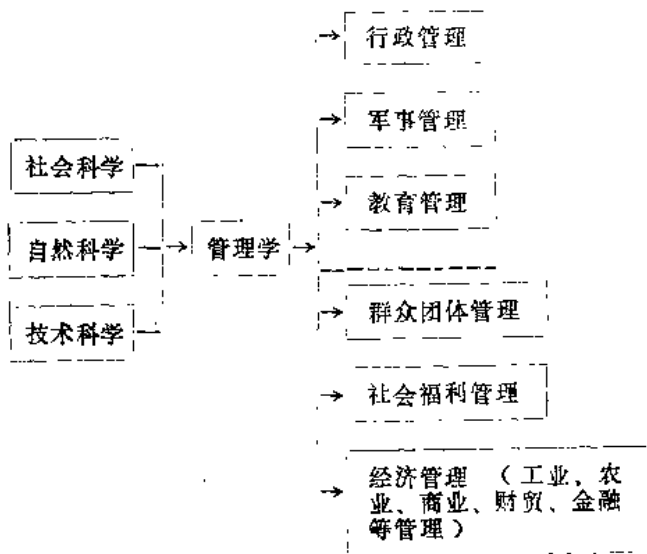 行政管理
军事管理
社会科学
教育管理
自然科学
管理学
群众团体管理
技术科学
社会福利管理
经济管理 （工业、农
业、商业、财贸、金融
等管理）